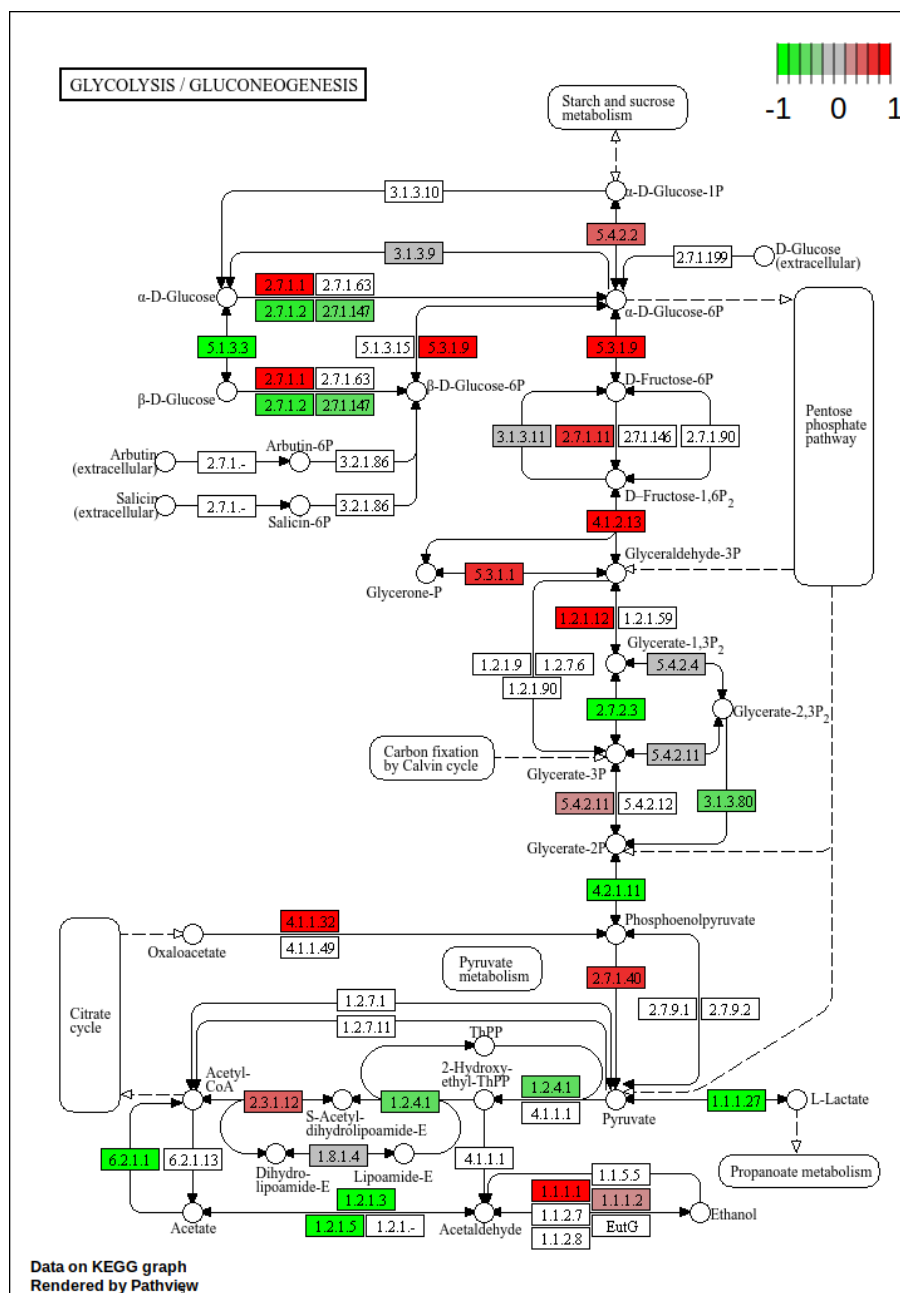 GLYCOLYSIS / GLUCONEOGENESIS
-1 0 1
Starch and sucrose
metabolism
3.1.3.10
α-D-Glucose-1P
5.4.2.2
3.1.3.9
D-Glucose
(extracellular)
2.7.1.199
2.7.1.1 2.7.1.63
α-D-Glucose
2.7.1.2 2.7.1.147
α-D-Glucose-6P
5.1.3.3
5.1.3.15 5.3.1.9
5.3.1.9
2.7.1.1 2.7.1.63
β-D-Glucose
2.7.1.2 2.7.1.147
β-D-Glucose-6P
D-Fructose-6P
Pentose
phosphate
pathway
3.1.3.11 2.7.1.11 2.7.1.146 2.7.1.90
Arbutin
(extracellular)
2.7.1.-
Arbutin-6P
3.2.1.86
Salicin
(extracellular)
2.7.1.-
Salicin-6P
3.2.1.86
D-Fructose-1,6P2
4.1.2.13
Glyceraldehyde-3P
5.3.1.1
Glycerone-P
1.2.1.12 1.2.1.59
Glycerate-1,3P2
1.2.1.9 1.2.7.6
1.2.1.90
5.4.2.4
2.7.2.3
Glycerate-2,3P2
Carbon fixation
by Calvin cycle
Glycerate-3P
5.4.2.11
5.4.2.11 5.4.2.12
3.1.3.80
Glycerate-2P
4.2.1.11
4.1.1.32
Oxaloacetate
4.1.1.49
Phosphoenolpyruvate
Pyruvate
metabolism
2.7.1.40
Citrate
cycle
1.2.7.1
1.2.7.11
2.7.9.1 2.7.9.2
ThPP
Acetyl-
CoA
2-Hydroxy-
ethyl-ThPP
2.3.1.12
S-Acetyl-
dihydrolipoamide-E
1.2.4.1
1.2.4.1
4.1.1.1
Pyruvate
1.1.1.27
L-Lactate
6.2.1.1 6.2.1.13
Dihydro-
lipoamide-E
1.8.1.4
Lipoamide-E
4.1.1.1
Propanoate metabolism
1.2.1.3
Acetate
1.2.1.5 1.2.1.-
Acetaldehyde
1.1.5.5
1.1.1.1 1.1.1.2
1.1.2.7 EutG
1.1.2.8
Ethanol
Data on KEGG graph
Rendered by Pathview